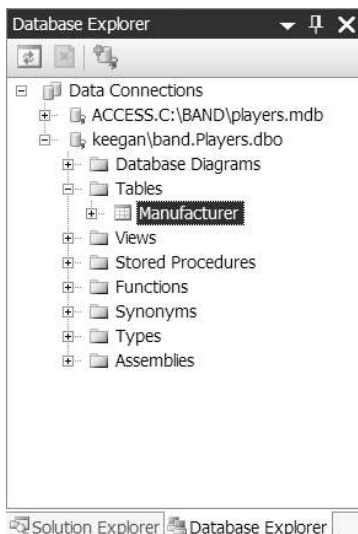 Database Explorer
Data Connections
ACCESS.C:\BAND\players.mdb
keegan\band.Players.dbo
Database Diagrams
Tables
Manufacturer
Views
Stored Procedures
Functions
Synonyms
Types
Assemblies
Solution Explorer Database Explorer